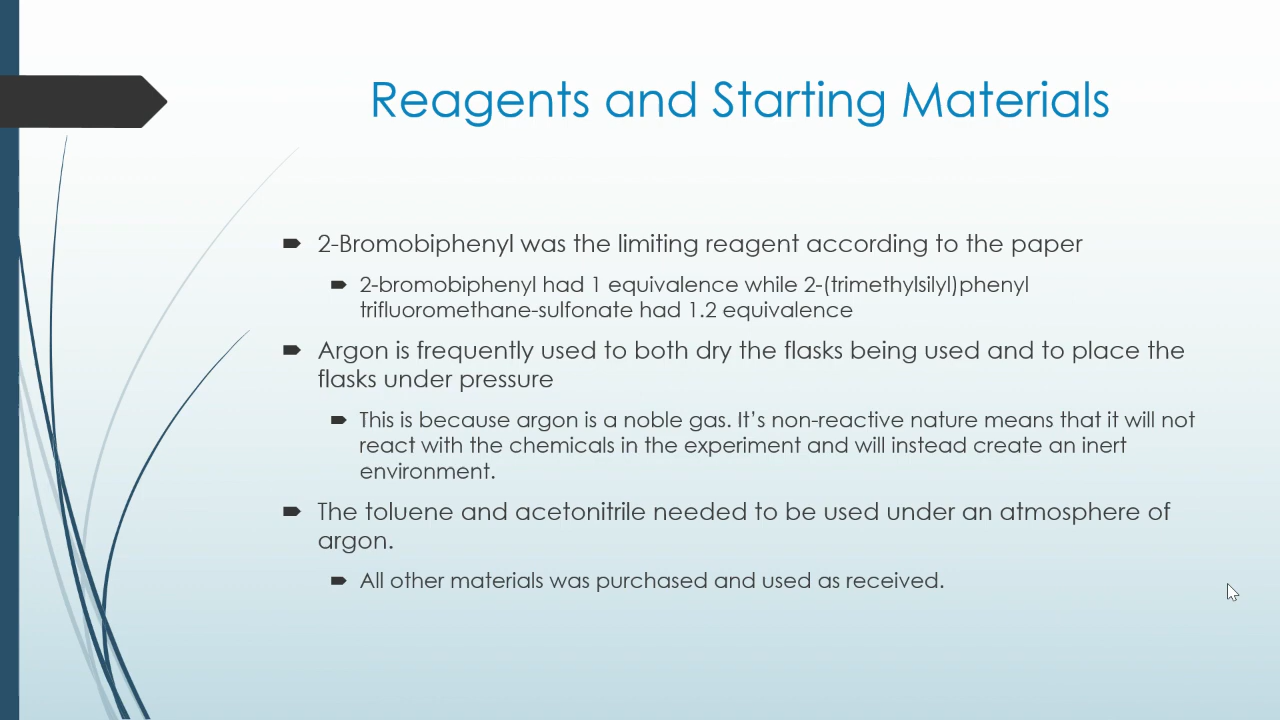 Reagents and Starting Materials
2-Bromobiphenyl was the limiting reagent according to the paper
2-bromobiphenyl had 1 equivalence while 2-(trimethylsilyl)phenyl
trifluoromethane-sulfonate had 1.2 equivalence
Argon is frequently used to both dry the flasks being used and to place the
flasks under pressure
This is because argon is a noble gas. It’s non-reactive nature means that it will not
react with the chemicals in the experiment and will instead create an inert
environment.
The toluene and acetonitrile needed to be used under an atmosphere of
argon.
All other materials was purchased and used as received.